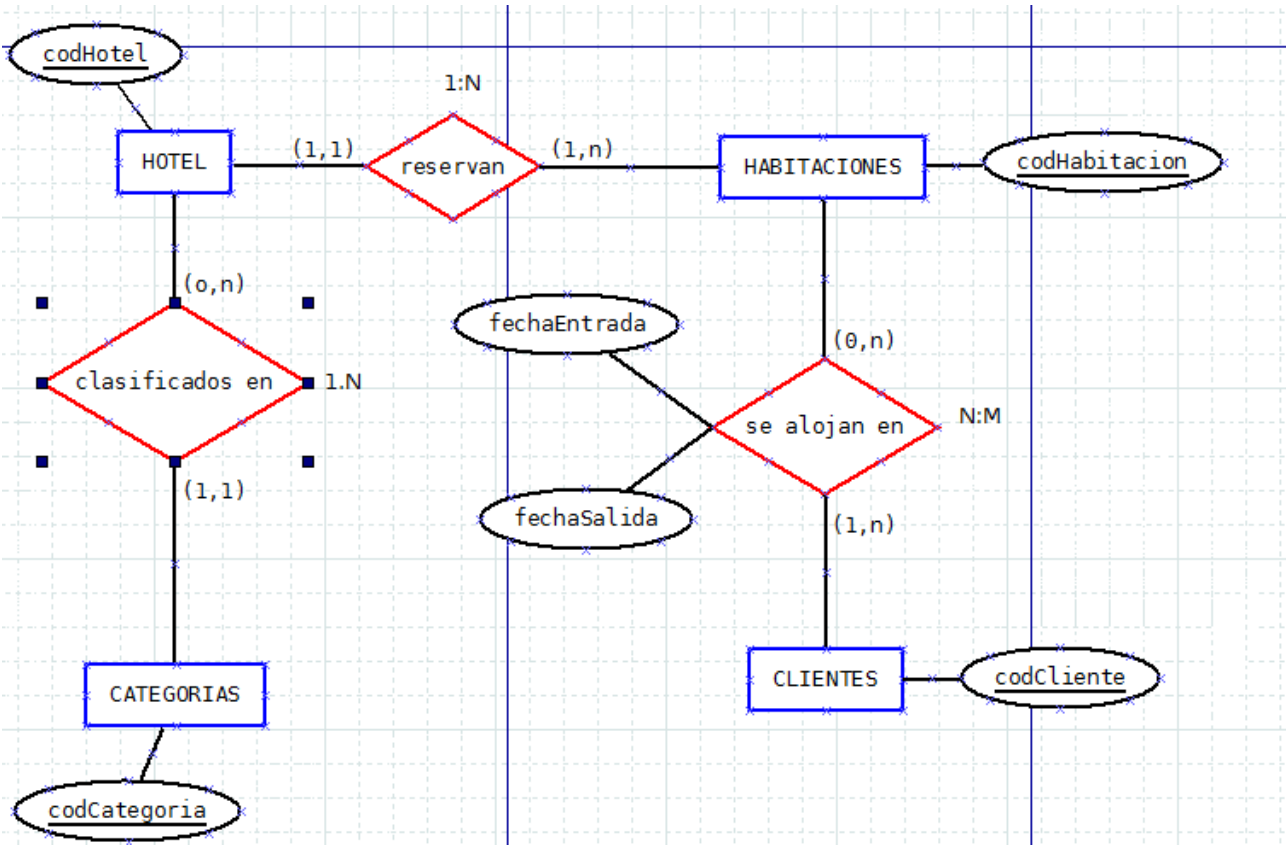 codHotel
1:N
HOTEL
(1,1)
reservan
(1,n)
HABITACIONES
codHabitacion
(o,n)
clasificados en
1.N
(1,1)
fechaEntrada
(0,n)
se alojan en
N:M
fechaSalida
(1,n)
CATEGORIAS
CLIENTES
codCliente
codCategoria